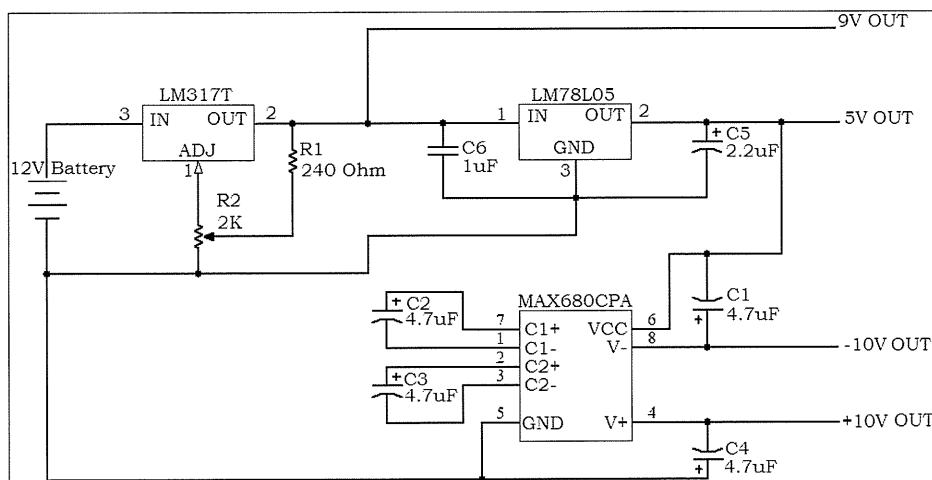 9V OUT
LM317T
3
IN
OUT
2
ADJ
1
12V Battery
R1
240 Ohm
R2
2K
C6
1uF
LM78L05
1
IN
OUT
2
GND
3
+
C5
2.2uF
5V OUT
MAX680CPA
+
C2
4.7uF
7
C1+
1
C1-
2
C2+
3
C2-
+
C3
4.7uF
5
GND
VCC
6
V-
8
V+
4
C1
4.7uF
+
-10V OUT
+10V OUT
C4
4.7uF
+